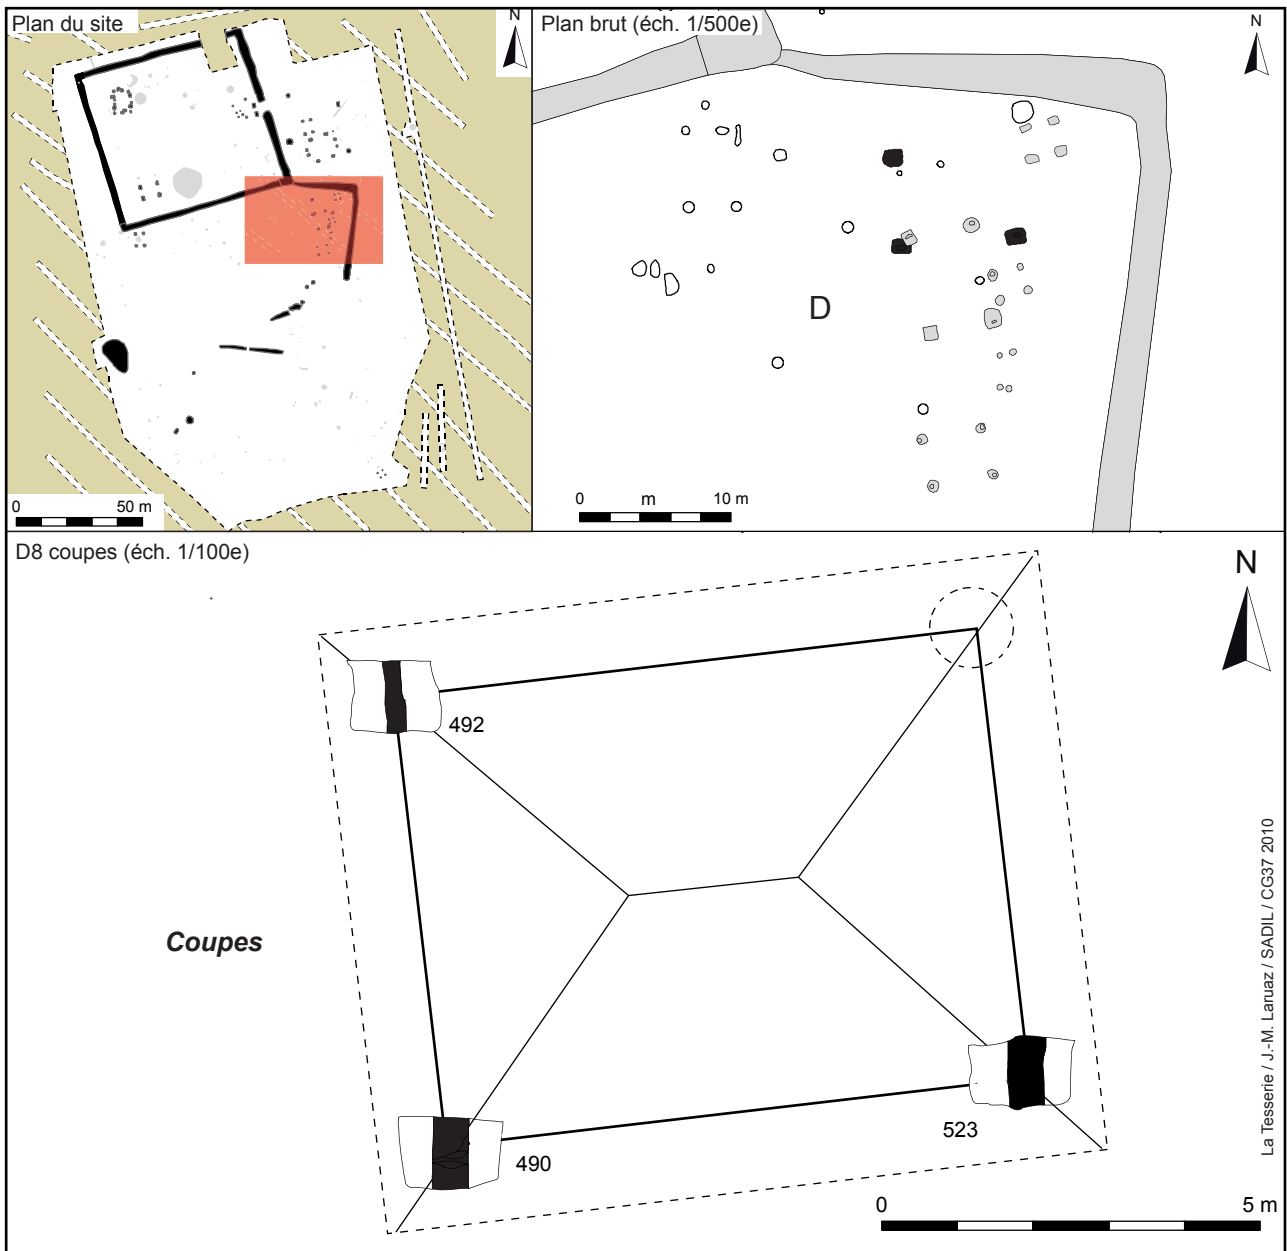 Plan du site
N
0 50 m
Plan brut (éch. 1/500e)
N
D
0 m 10 m
D8 coupes (éch. 1/100e)
N
492
Coupes
523
490
0 5 m
La Tesserie / J.-M. Laruaz / SADIL / CG37 2010